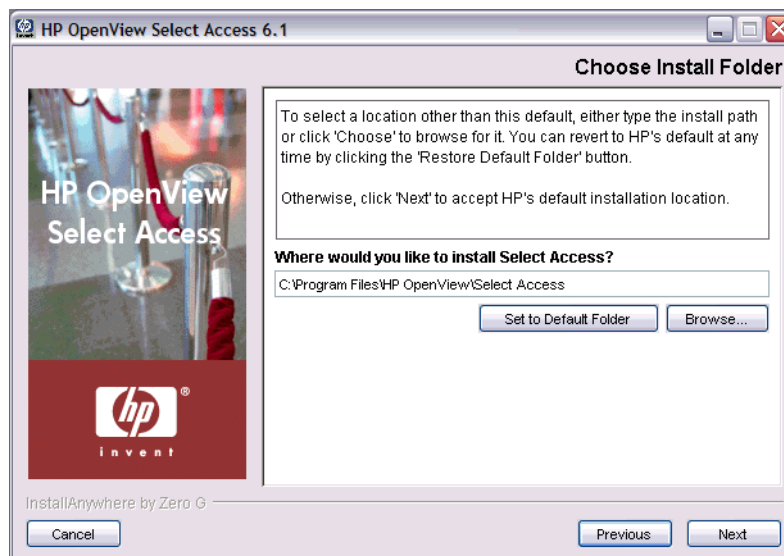 HP OpenView Select Access 6.1
Choose Install Folder
To select a location other than this default, either type the install path
or click 'Choose' to browse for it. You can revert to HP's default at any
time by clicking the 'Restore Default Folder' button.
Otherwise, click 'Next' to accept HP's default installation location.
HP OpenView
Select Access
Where would you like to install Select Access?
C:\Program Files\HP OpenView\Select Access
Set to Default Folder
Browse...
hp
®
invent
InstallAnywhere by Zero G
Cancel
Previous
Next